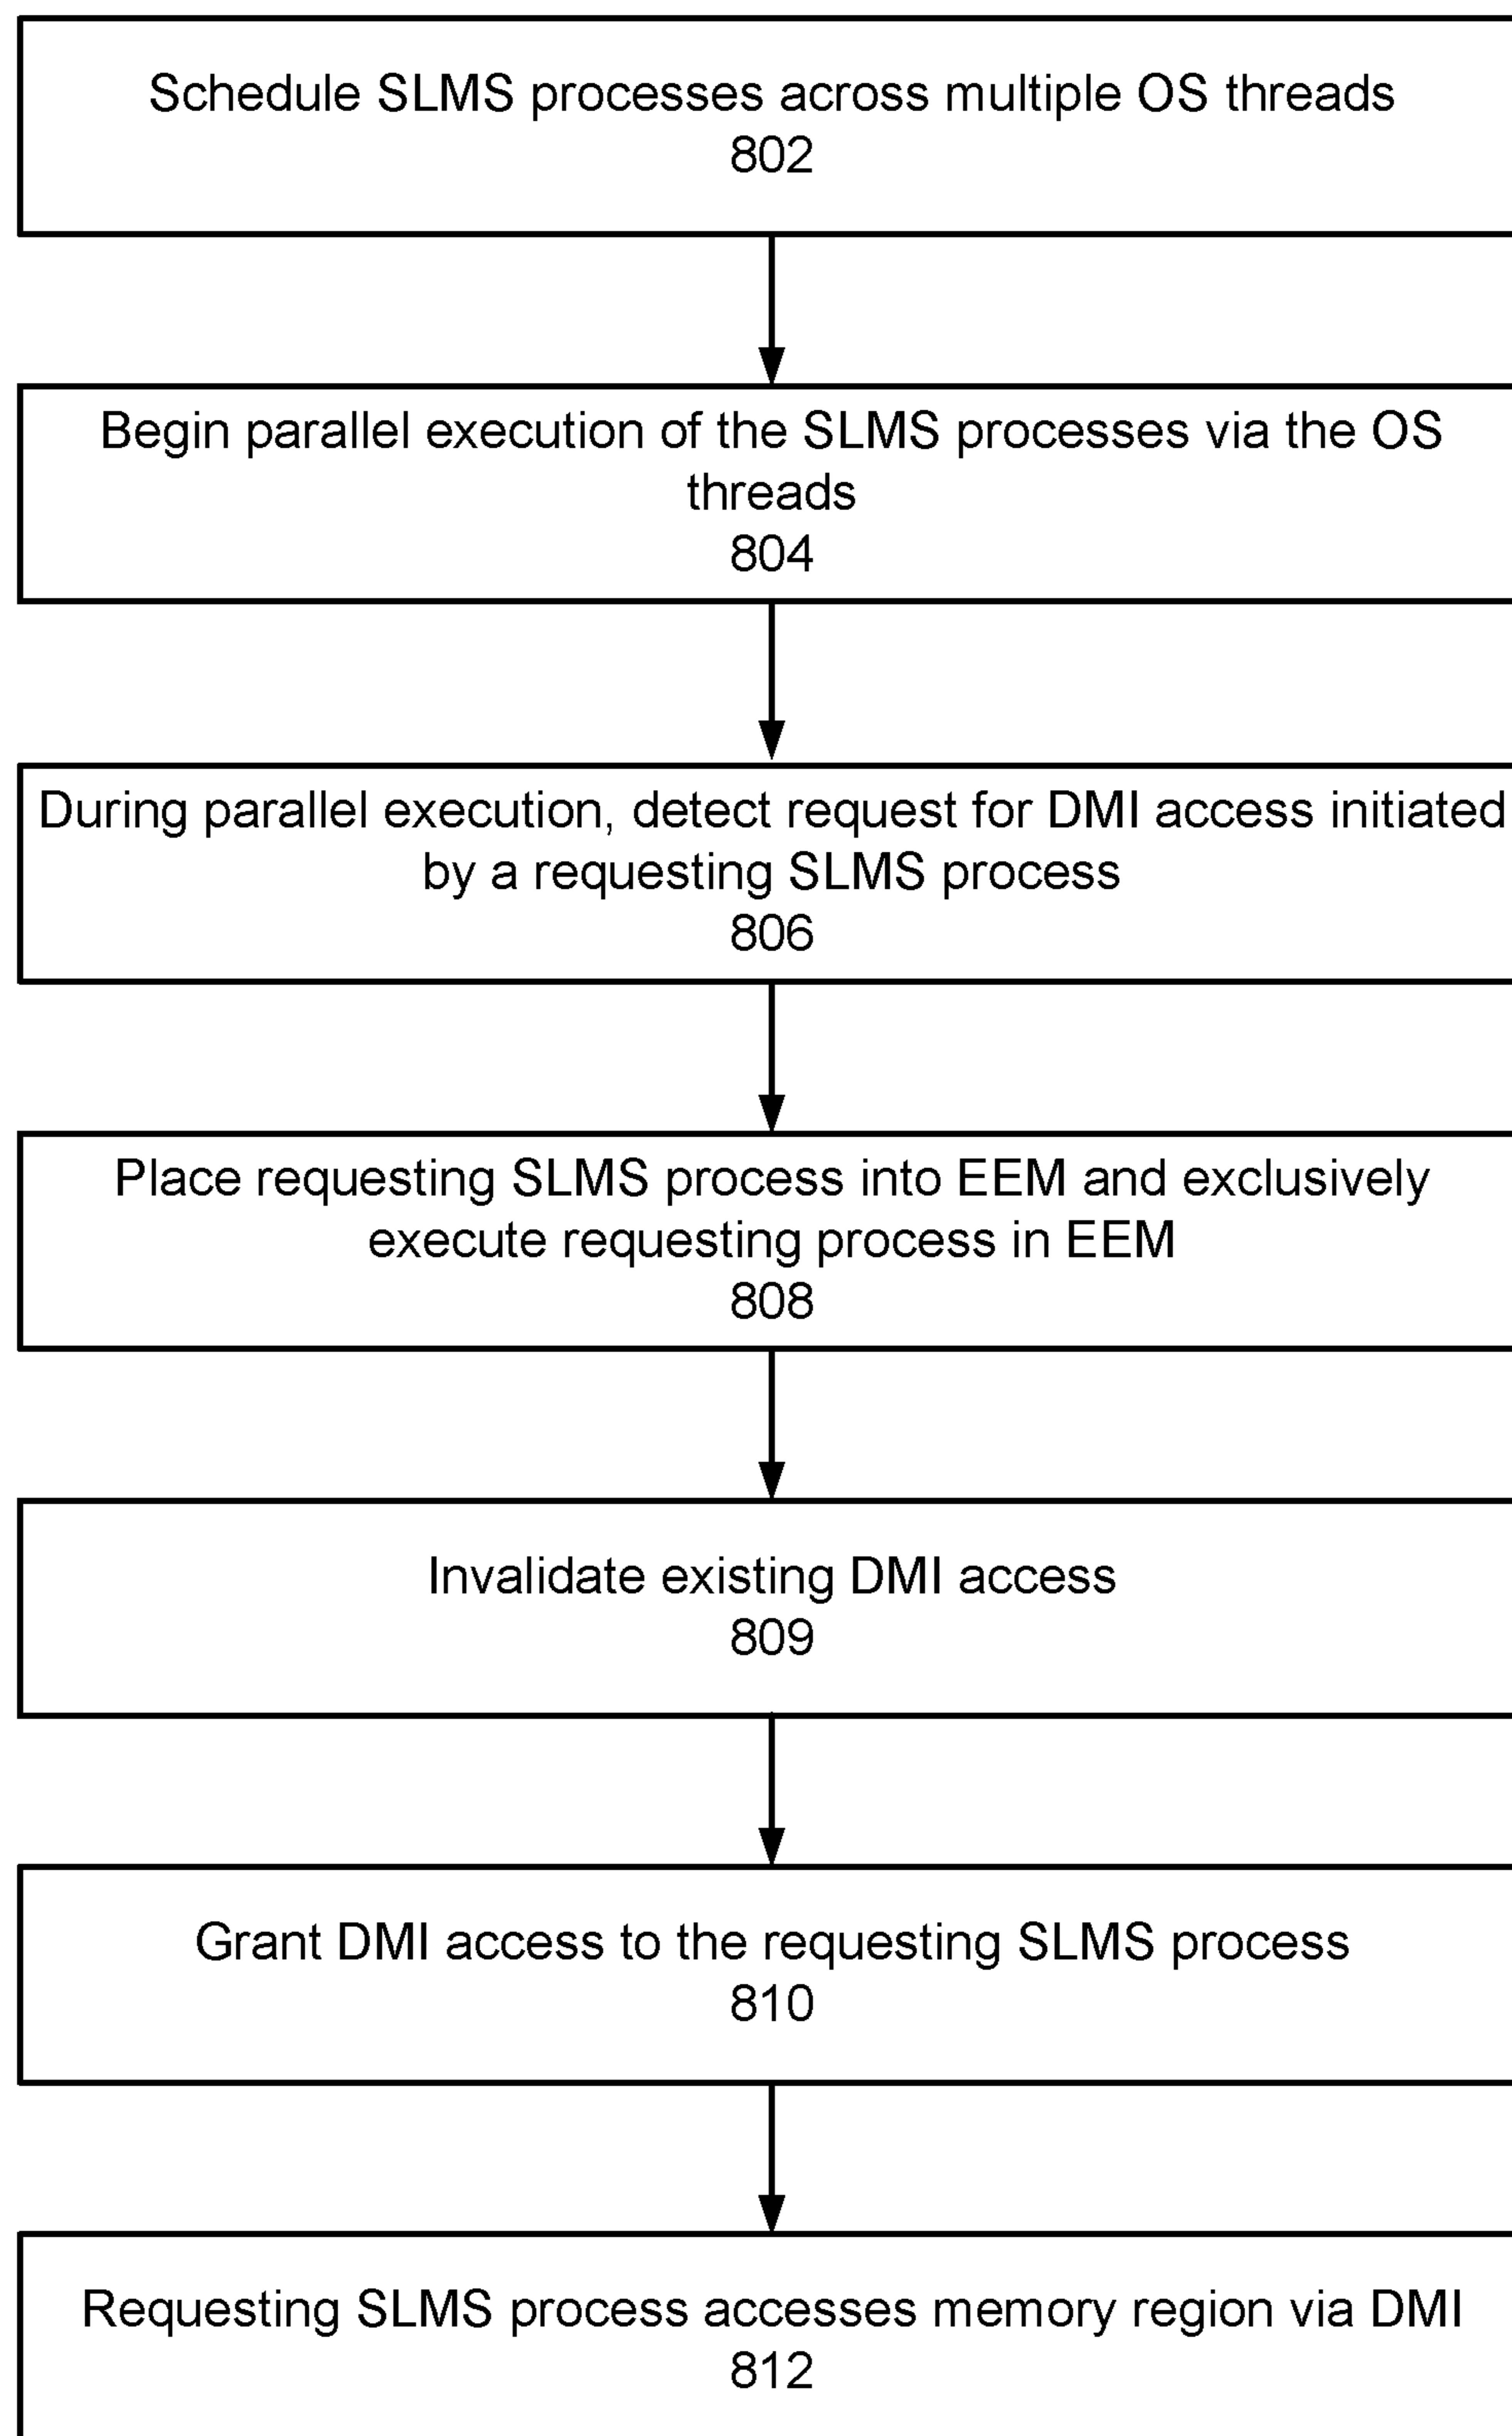 Schedule SLMS processes across multiple OS threads
802
Begin parallel execution of the SLMS processes via the OS
threads
804
During parallel execution, detect request for DMI access initiated
by a requesting SLMS process
806
Place requesting SLMS process into EEM and exclusively
execute requesting process in EEM
808
Invalidate existing DMI access
809
Grant DMI access to the requesting SLMS process
810
Requesting SLMS process accesses memory region via DMI
812